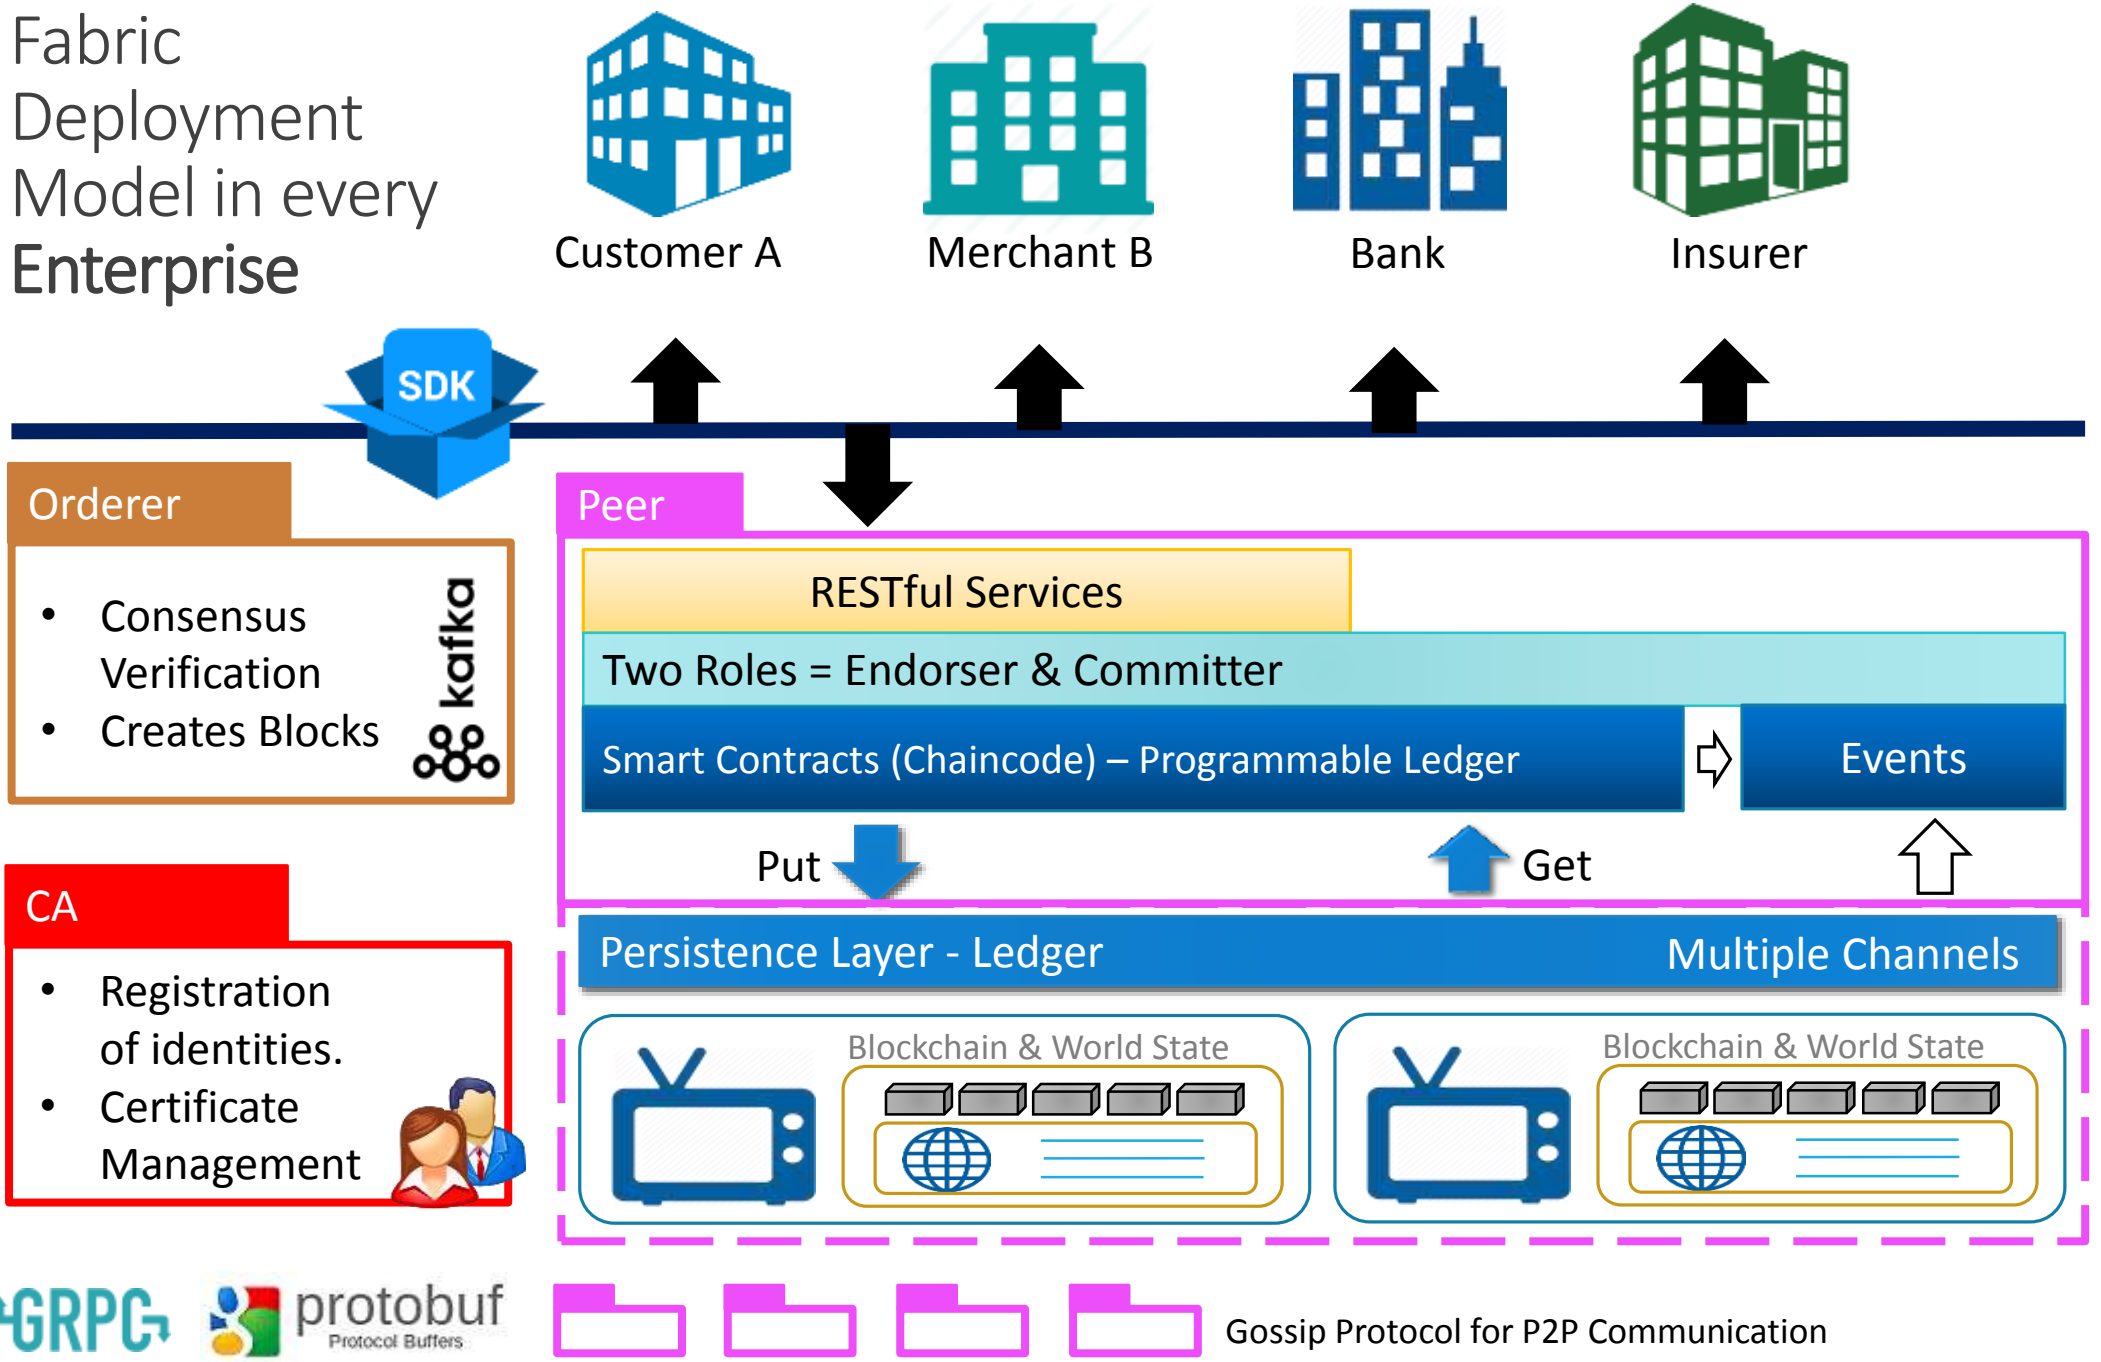 Fabric
Deployment
Model in every
Enterprise
Customer A
Merchant B
Bank
Insurer
SDK
Orderer
• Consensus
Verification
• Creates Blocks
kafka
CA
• Registration
of identities.
• Certificate
Management
Peer
RESTful Services
Two Roles = Endorser & Committer
Smart Contracts (Chaincode) – Programmable Ledger
Events
Put
Get
Persistence Layer - Ledger
Multiple Channels
Blockchain & World State
Blockchain & World State
GRPC
protobuf
Protocol Buffers
Gossip Protocol for P2P Communication